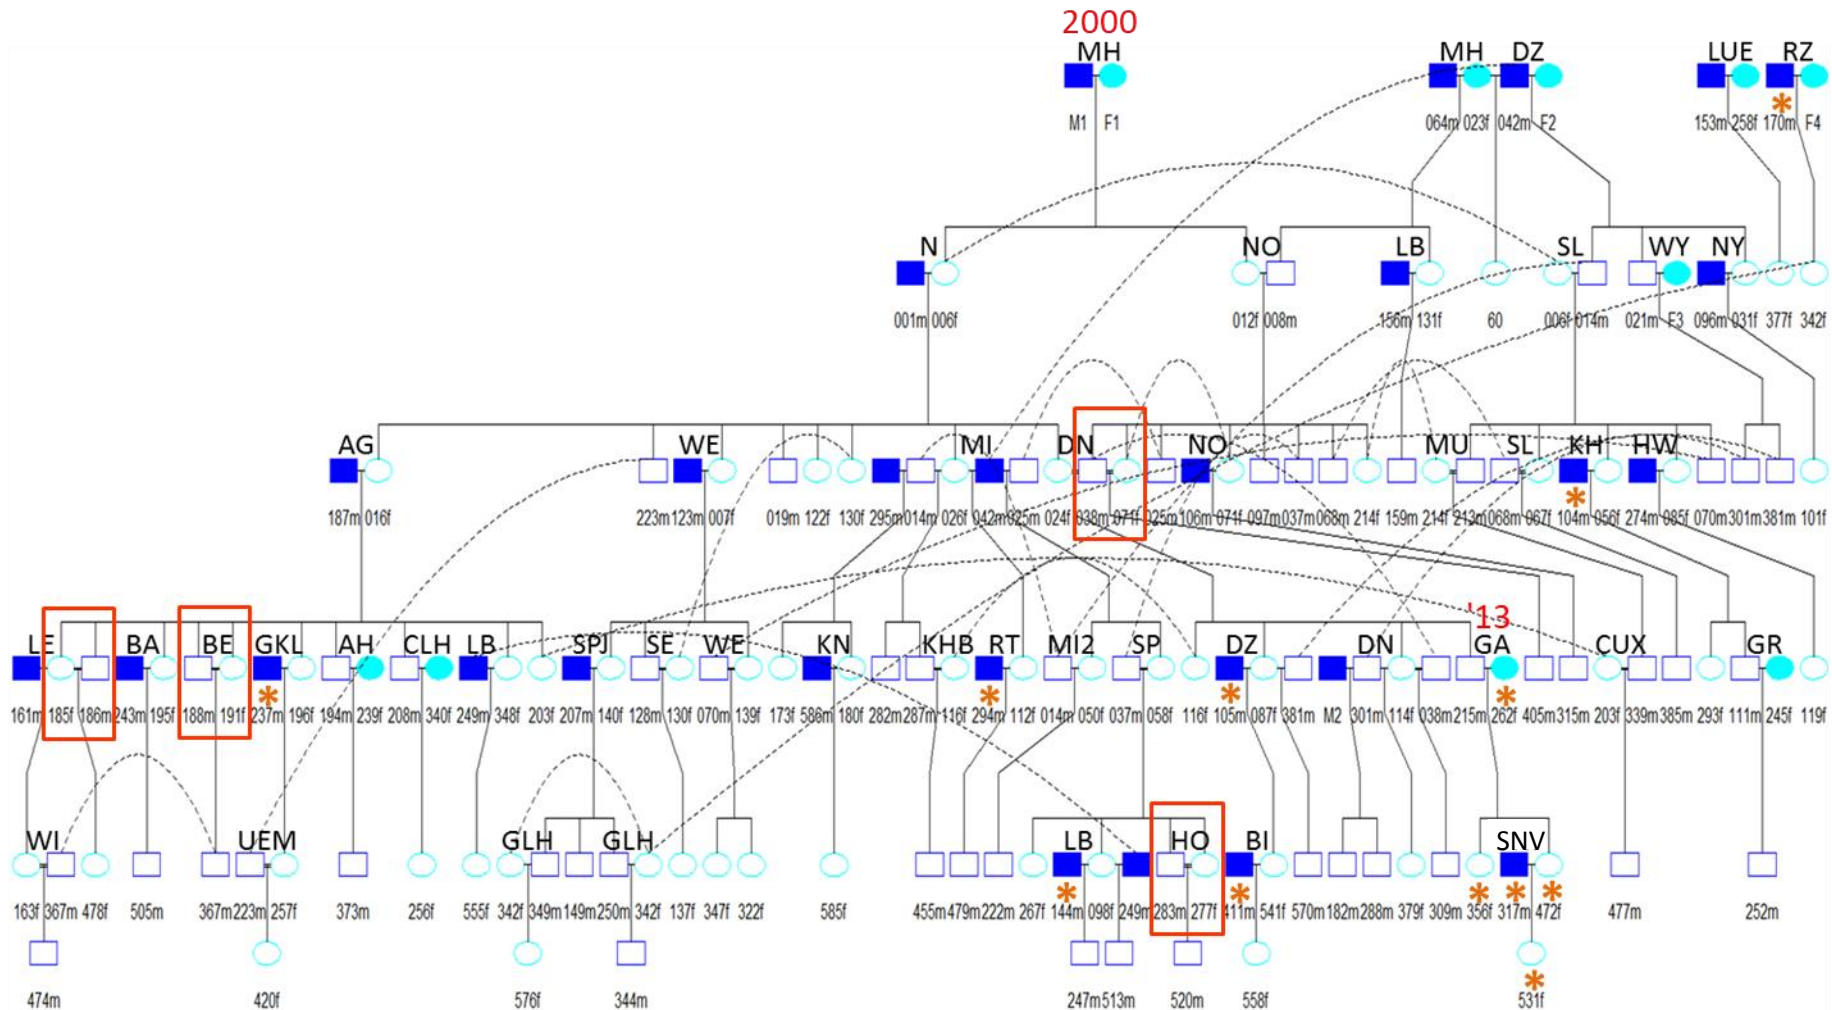 2000
MH MH DZ LUE RZ
*
M1 F1 064m 023f 042m F2 153m 258f 170m F4
N NO LB SL WY NY
001m 006f 012f 008m 156m 131f 60 006f 014m 021m F3 096m 031f 377f 342f
AG WE MI DN NO MU SL KH HW
*
187m 016f 223m 123m 007f 019m 122f 130f 295m 014m 026f 042m 025m 024f 038m 071f 025m 106m 071f 097m 037m 068m 214f 159m 214f 213m 068m 067f 104m 056f 274m 085f 070m 301m 381m 101f
'13
LE BA BE GKL AH CLH LB SPJ SE WE KN KHB RT MI2 SP DZ DN GA CUX GR
* * * *
161m 185f 186m 243m 195f 188m 191f 237m 196f 194m 239f 208m 340f 249m 348f 203f 207m 140f 128m 130f 070m 139f 173f 586m 180f 282m 287m 116f 294m 112f 014m 050f 037m 058f 116f 105m 087f 381m M2 301m 114f 038m 215m 262f 405m 315m 203f 339m 385m 293f 111m 245f 119f
WI UEM GLH GLH LB HO BI SNV
* * * * *
163f 367m 478f 505m 367m 223m 257f 373m 256f 555f 342f 349m 149m 250m 342f 137f 347f 322f 585f 455m 479m 222m 267f 144m 098f 249m 283m 277f 411m 541f 570m 182m 288m 379f 309m 356f 317m 472f 477m 252m
*
474m 420f 576f 344m 247m 513m 520m 558f 531f